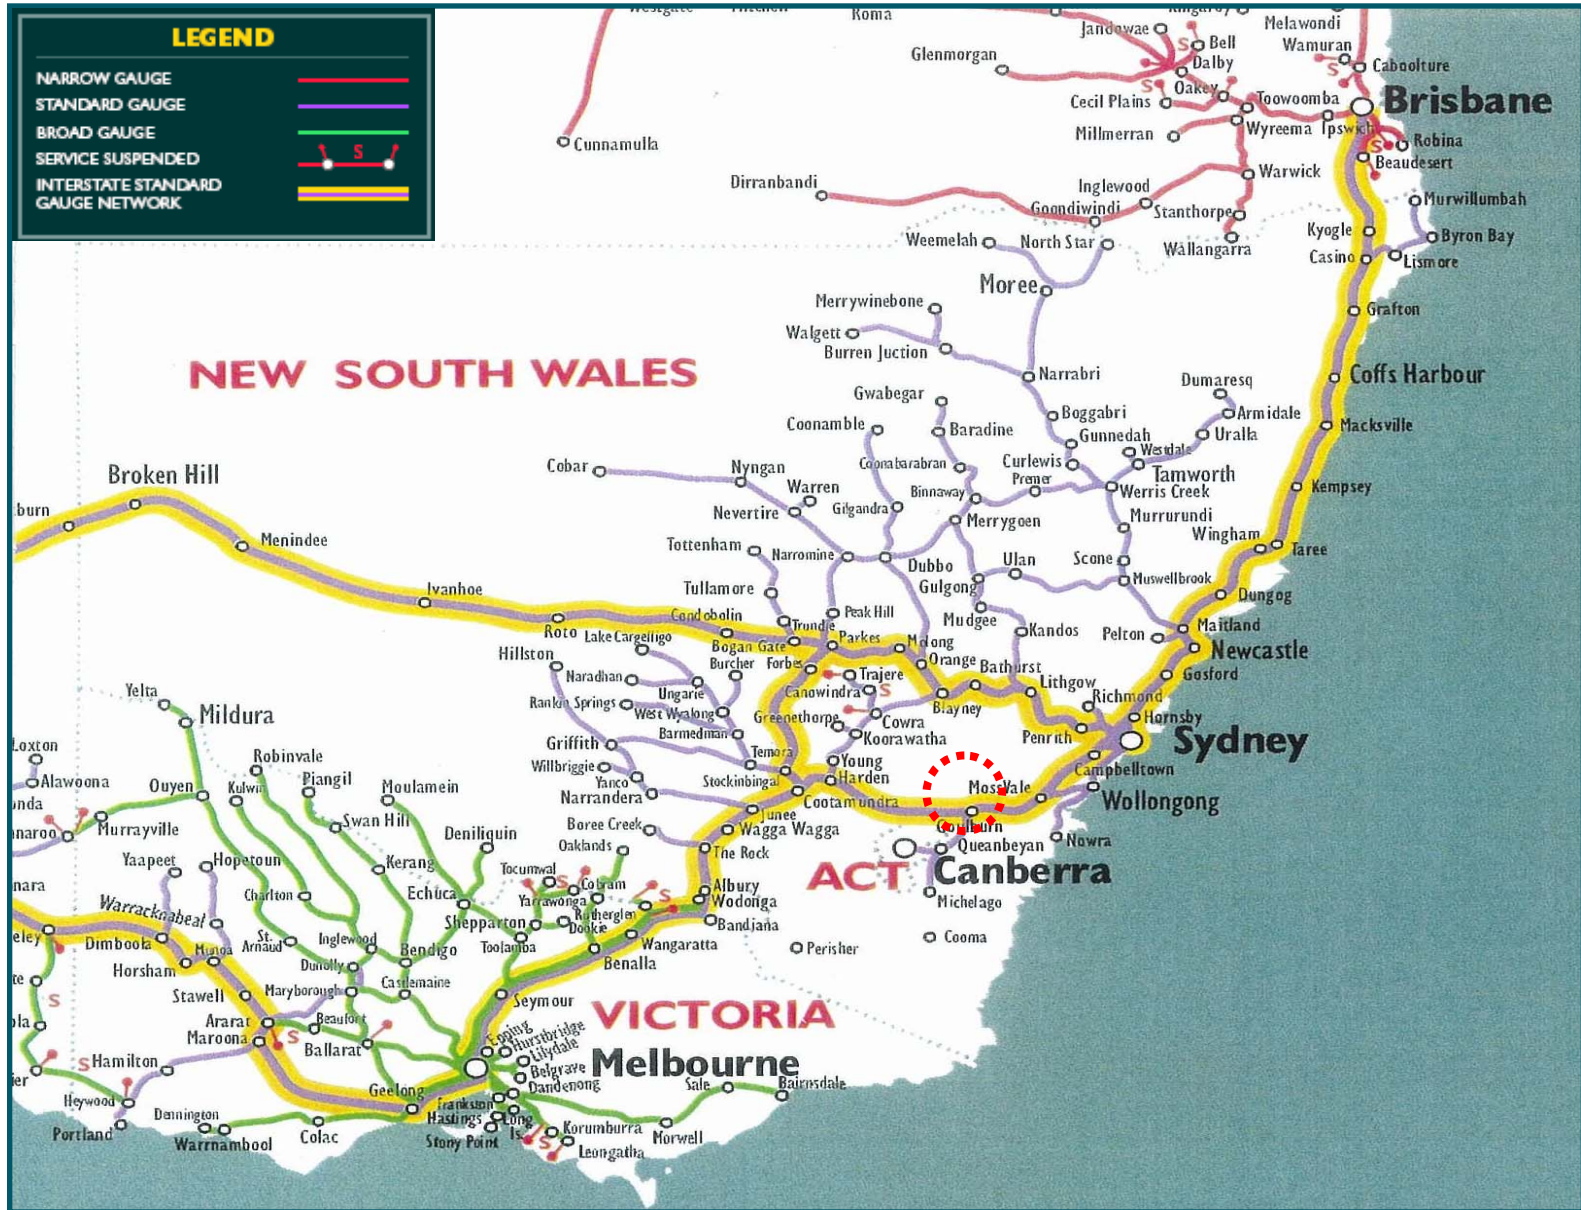 LEGEND
NARROW GAUGE
STANDARD GAUGE
BROAD GAUGE
SERVICE SUSPENDED
S
INTERSTATE STANDARD
GAUGE NETWORK
Roma
Melawondi
Jandowae
Bell
Wamuran
Glenmorgan
Dalby
Caboolture
S
S
S
Oakey
Cecil Plains
Toowoomba
Brisbane
Millmerran
Wyreema
Ipswich
Cunnamulla
Robina
S
Beaudesert
Dirranbandi
Inglewood
Warwick
Goondiwindi
Stanthorpe
Murwillumbah
Weemelah
North Star
Wallangarra
Kyogle
Byron Bay
Casino
Lismore
Moree
Merrywinebone
Grafton
Walgett
Burren Juction
NEW SOUTH WALES
Narrabri
Coffs Harbour
Gwabegar
Dumaresq
Boggabri
Armidale
Coonamble
Baradine
Gunnedah
Uralla
Macksville
Westdale
Broken Hill
Cobar
Nyngan
Coonabarabran
Curlewis
Tamworth
Premer
Warren
Binnaway
Werris Creek
Kempsey
burn
Nevertire
Gilgandra
Merrygoen
Murrurundi
Menindee
Wingham
Taree
Tottenham
Narromine
Dubbo
Ulan
Scone
Tullamore
Gulgong
Muswellbrook
Ivanhoe
Dungog
Condobolin
Peak Hill
Mudgee
Trundle
Kandos
Pelton
Maitland
Roto
Lake Cargelligo
Bogan Gate
Parkes
Molong
Newcastle
Hillston
Burcher
Forbes
Orange
Bathurst
Naradhan
Trajere
Lithgow
Gosford
Ungarie
Canowindra
S
Richmond
Yelta
Rankin Springs
West Wyalong
Greenethorpe
Blayney
Hornsby
Mildura
Cowra
Barmedman
Koorawatha
Penrith
Sydney
Griffith
Temora
Loxton
Robinvale
Willbriggie
Young
Campbelltown
Alawoona
Ouyen
Kulwin
Piangil
Moulamein
Yanco
Stockinbingal
Harden
Moss Vale
Narrandera
Cootamundra
Wollongong
Murrayville
Swan Hill
Junee
Goulburn
Deniliquin
Boree Creek
Wagga Wagga
Nowra
Oaklands
The Rock
Queanbeyan
Yaapeet
Hopetoun
Kerang
ACT
Canberra
Tocumwal
S
Cobram
Albury
Charlton
Echuca
Yarrawonga
S
Wodonga
Michelago
Warracknabeal
Rutherglen
Shepparton
Dookie
Bandiana
Dimboola
St.
Arnaud
Inglewood
Bendigo
Toolamba
Wangaratta
Perisher
Cooma
Horsham
Dunolly
Benalla
Stawell
Maryborough
Castlemaine
S
Seymour
VICTORIA
Ararat
Beaufort
Maroona
S
Ballarat
Epping
Hurstbridge
Lilydale
Melbourne
S
Hamilton
Belgrave
Geelong
Dandenong
Sale
Bairnsdale
Heywood
Frankston
Dennington
Hastings
Long
Is.
Korumburra
Portland
Warrnambool
Colac
Stony Point
S
Morwell
Leongatha